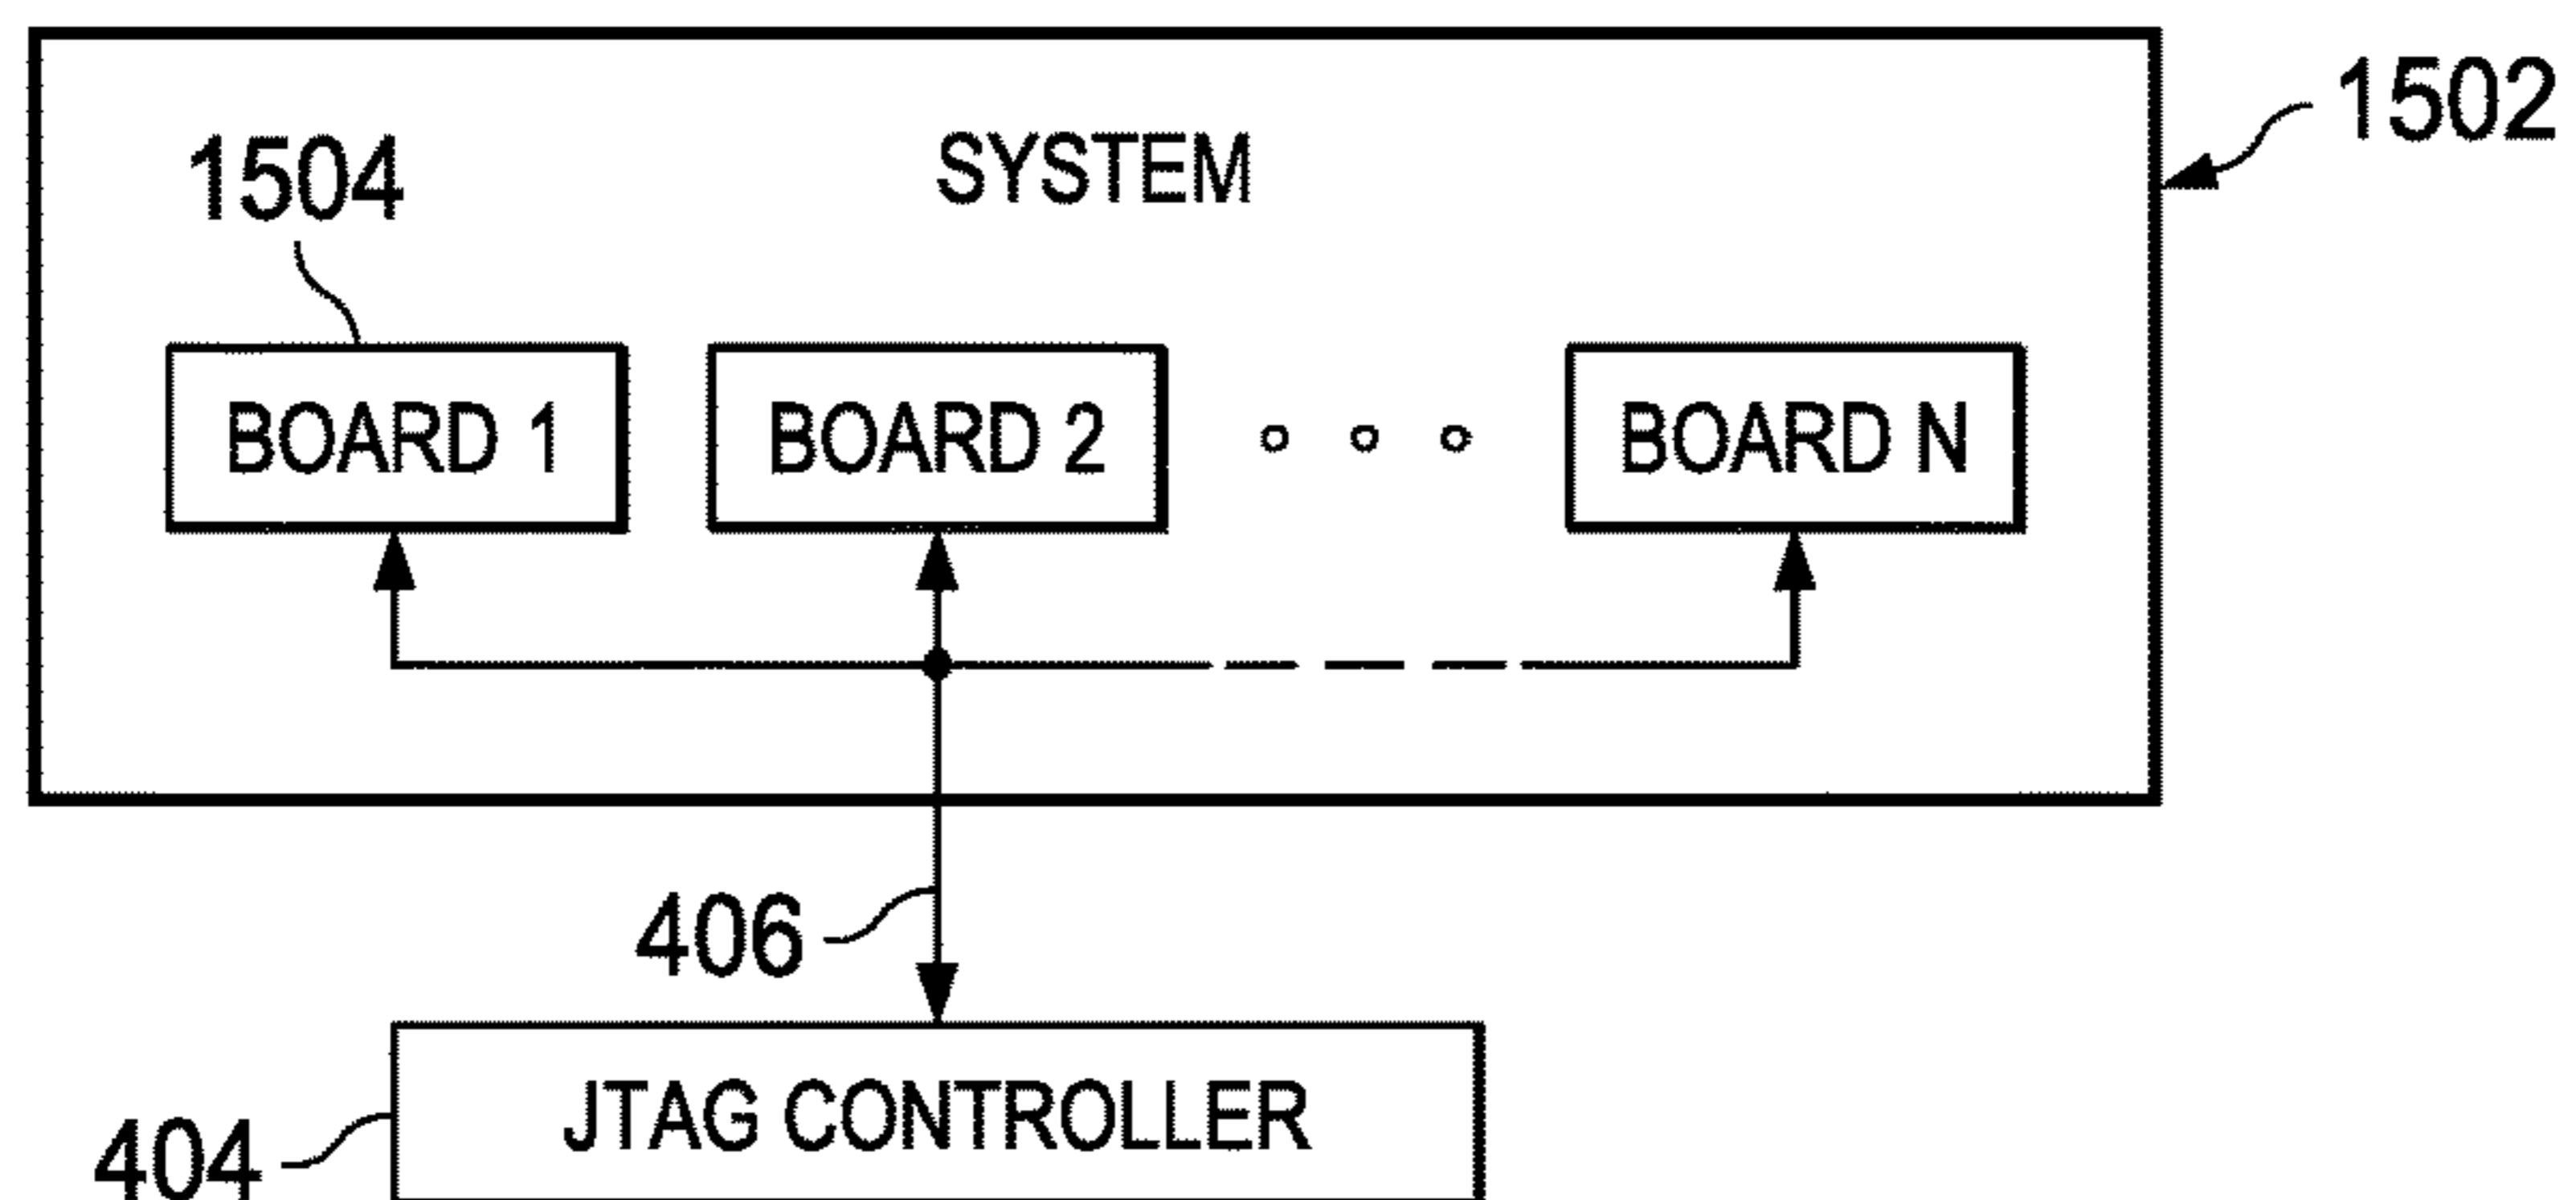 1502
SYSTEM
1504
BOARD 1
BOARD 2
BOARD N
406
JTAG CONTROLLER
404